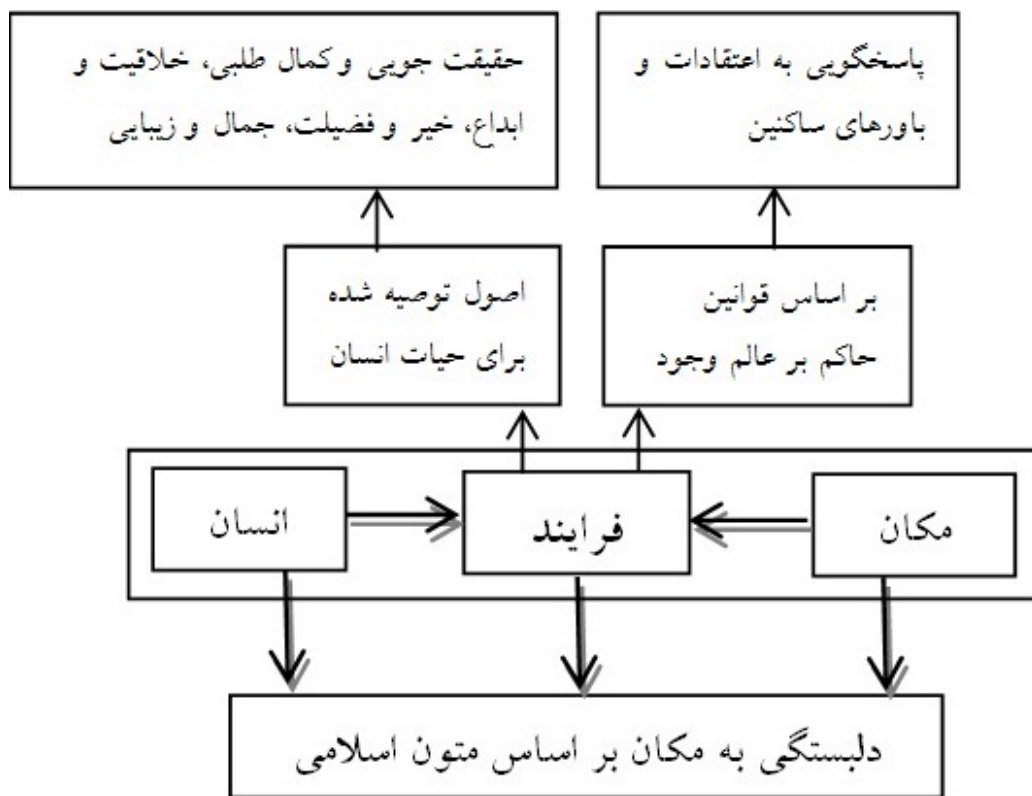 پاسخگویی به اعتقادات و
باورهای ساکنین
حقیقت جویی و کمال طلبی، خلاقیت و
ابداع، خیر و فضیلت، جمال و زیبایی
بر اساس قوانین
حاکم بر عالم وجود
اصول توصیه شده
برای حیات انسان
مکان
فرایند
انسان
دلبستگی به مکان بر اساس متون اسلامی